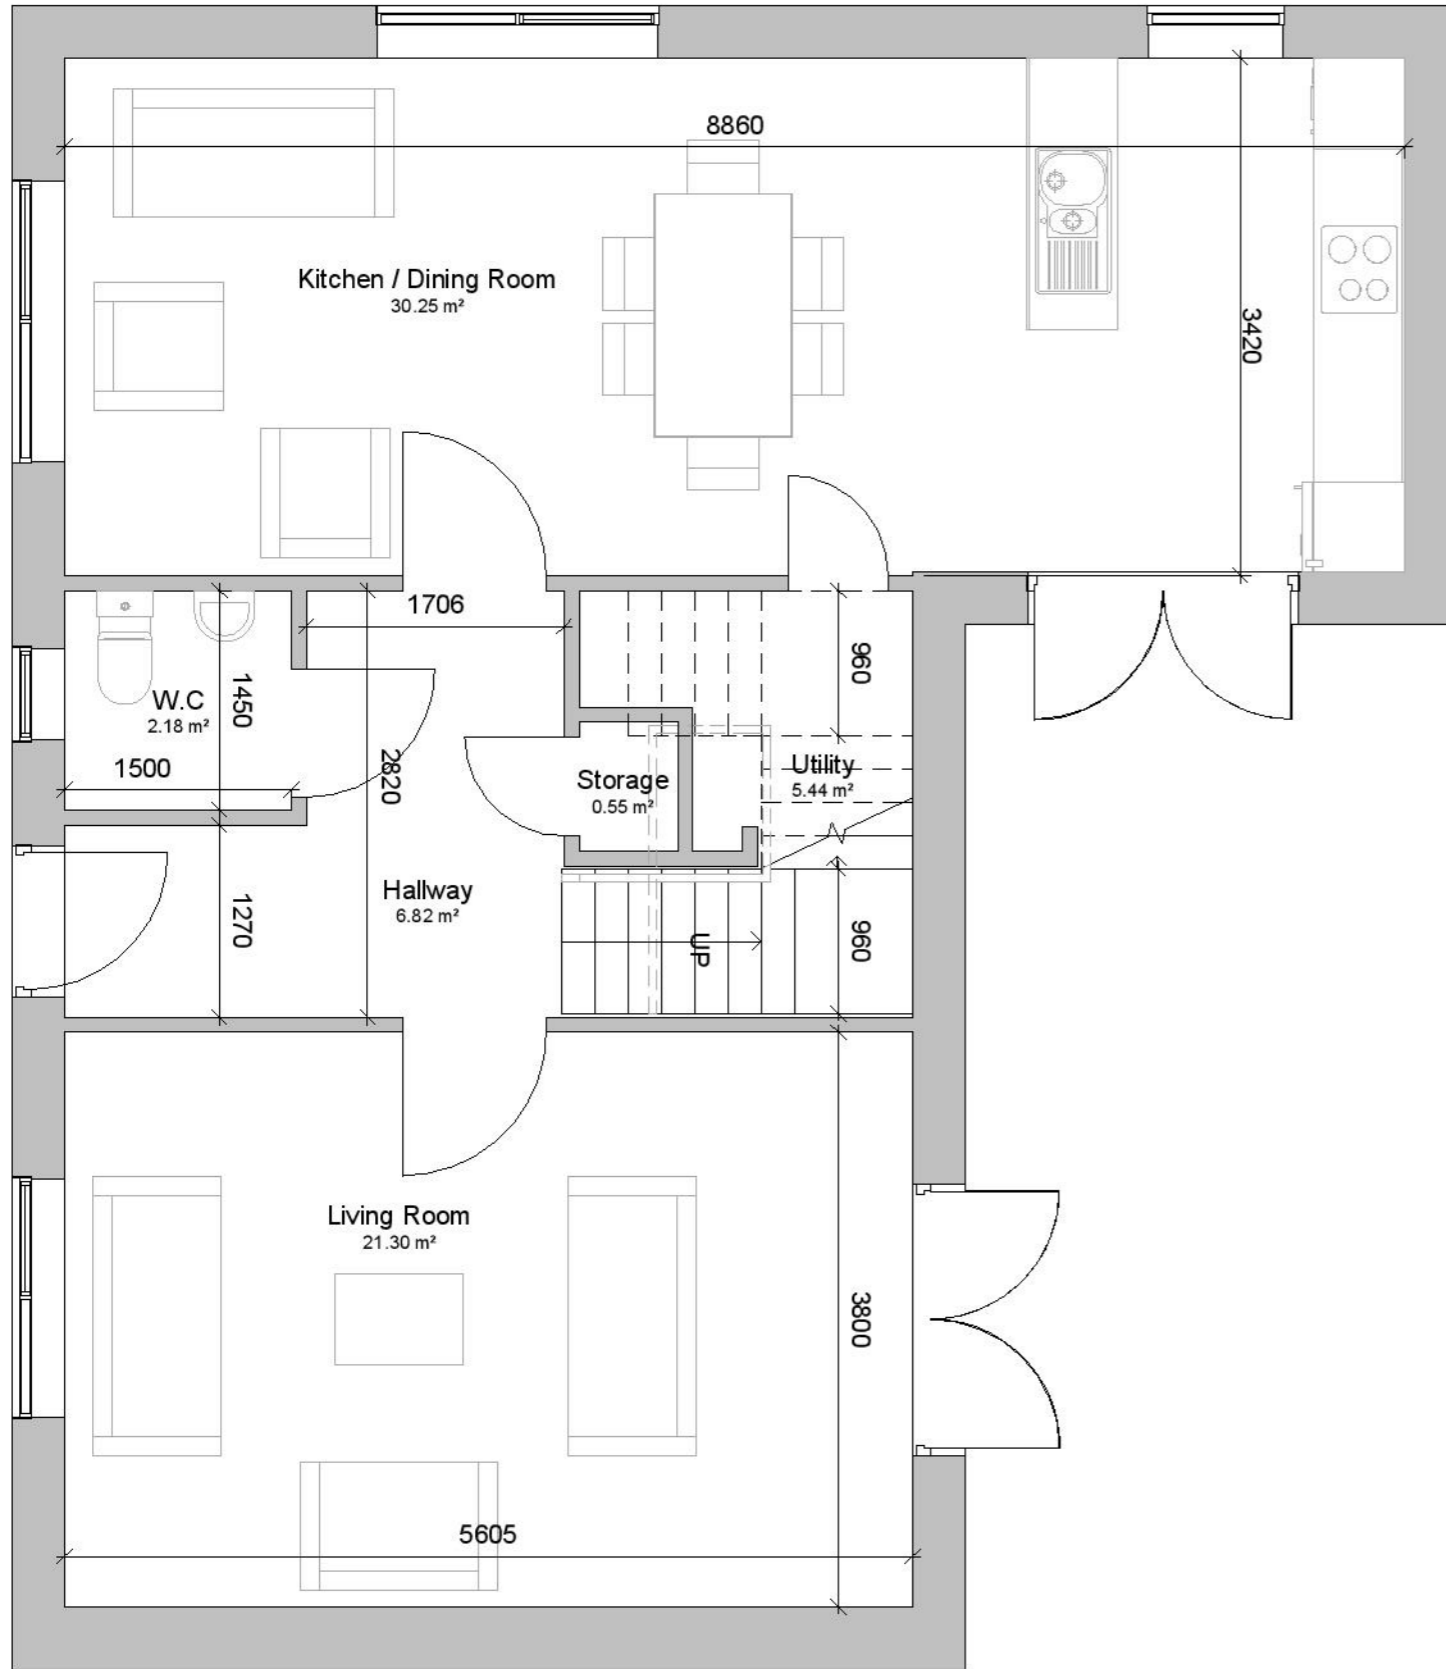 8860
Kitchen / Dining Room
30.25 m²
3420
1706
960
W.C
2.18 m²
1450
1500
2820
Storage
0.55 m²
Utility
5.44 m²
Hallway
6.82 m²
1270
UP
960
Living Room
21.30 m²
3800
5605